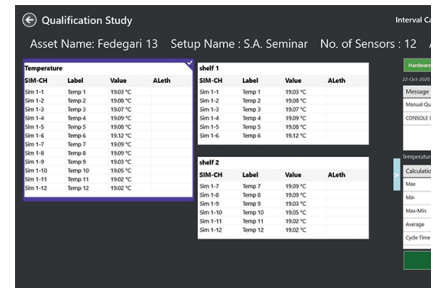 Qualification Study
Interval Ca
Asset Name: Fedegari 13 Setup Name : S.A. Seminar No. of Sensors : 12 A
Temperature
SIM-CH Label Value ALeth
Sim 1-1 Temp 1 19.03 °C
Sim 1-2 Temp 2 19.08 °C
Sim 1-3 Temp 3 19.07 °C
Sim 1-4 Temp 4 19.09 °C
Sim 1-5 Temp 5 19.08 °C
Sim 1-6 Temp 6 19.12 °C
Sim 1-7 Temp 7 19.09 °C
Sim 1-8 Temp 8 19.09 °C
Sim 1-9 Temp 9 19.03 °C
Sim 1-10 Temp 10 19.05 °C
Sim 1-11 Temp 11 19.02 °C
Sim 1-12 Temp 12 19.02 °C
shelf 1
SIM-CH Label Value ALeth
Sim 1-1 Temp 1 19.03 °C
Sim 1-2 Temp 2 19.08 °C
Sim 1-3 Temp 3 19.07 °C
Sim 1-4 Temp 4 19.09 °C
Sim 1-5 Temp 5 19.08 °C
Sim 1-6 Temp 6 19.12 °C
shelf 2
SIM-CH Label Value ALeth
Sim 1-7 Temp 7 19.09 °C
Sim 1-8 Temp 8 19.09 °C
Sim 1-9 Temp 9 19.03 °C
Sim 1-10 Temp 10 19.05 °C
Sim 1-11 Temp 11 19.02 °C
Sim 1-12 Temp 12 19.02 °C
Hardware
22-Oct-2020
Message
Manual Qu
CONSOLE I
Temperatur
Calculatio
Max
Min
Max-Min
Average
Cycle Time